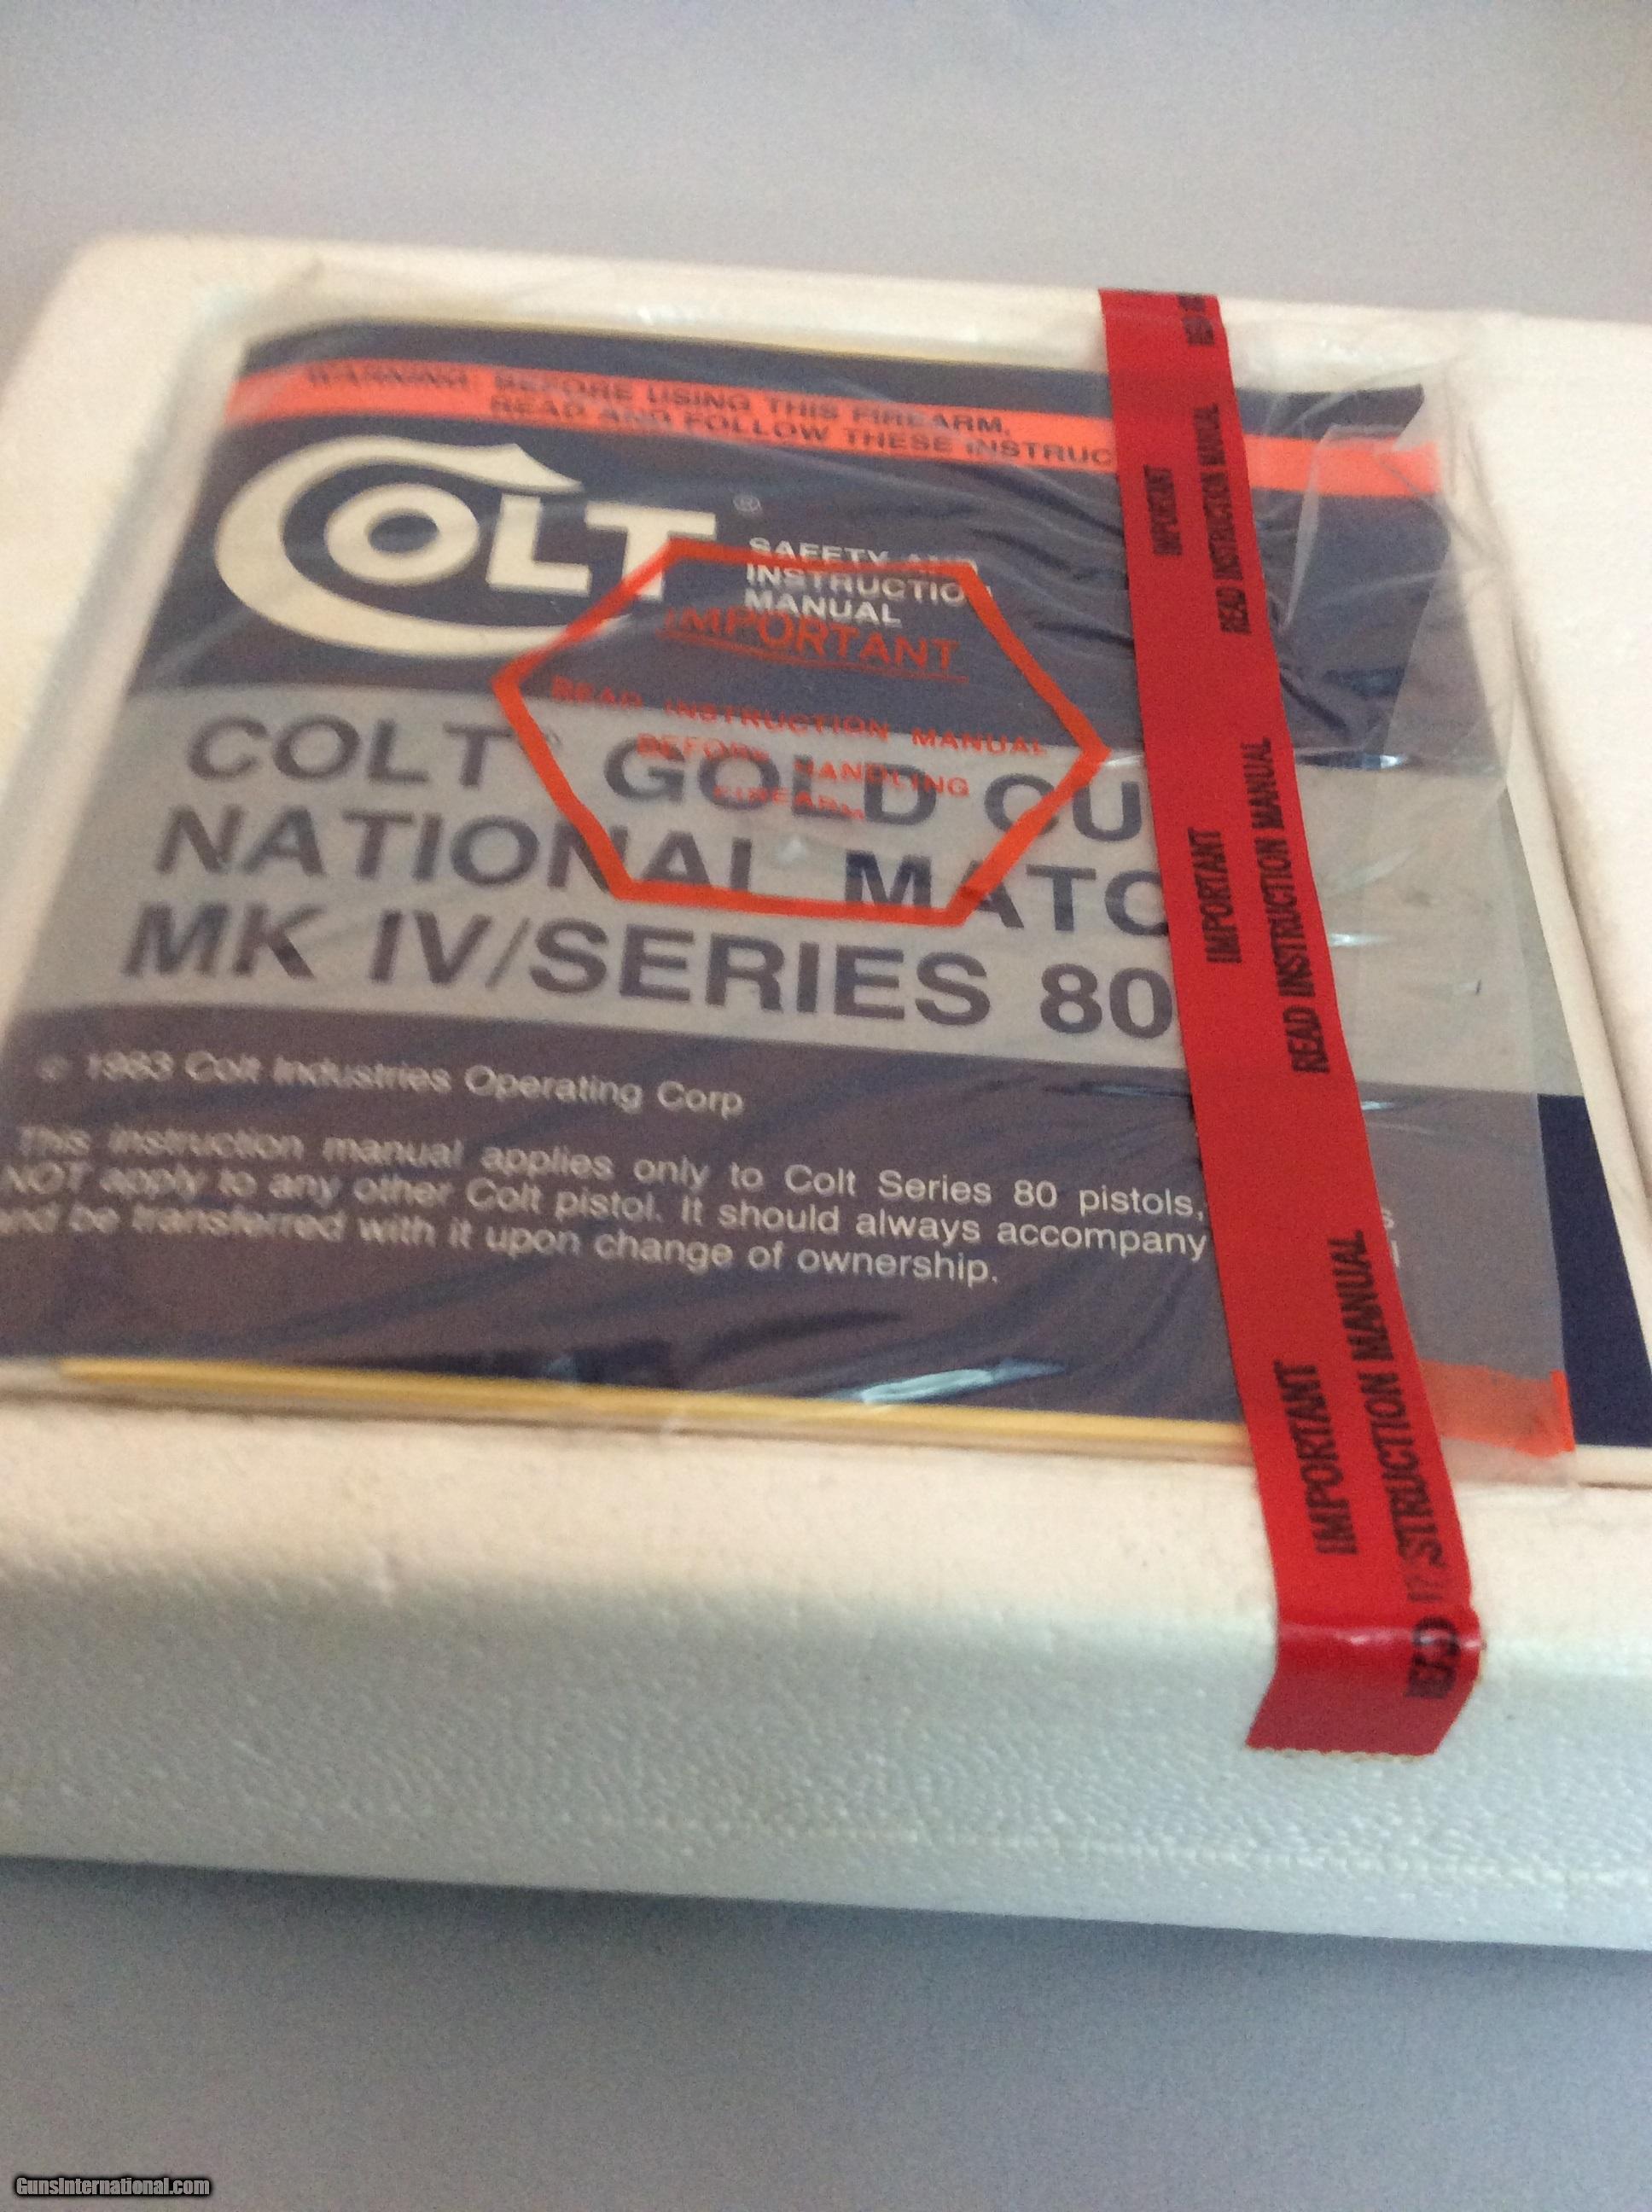 WARNING: BEFORE USING THIS FIREARM,
READ AND FOLLOW THESE INSTRUC
COLT ®
SAFETY AND
INSTRUCTION
MANUAL
IMPORTANT
READ INSTRUCTION MANUAL
BEFORE HANDLING
FIREARM
COLT® GOLD CU
NATIONAL MATC
MK IV/SERIES 80
© 1983 Colt Industries Operating Corp
This instruction manual applies only to Colt Series 80 pistols,
NOT apply to any other Colt pistol. It should always accompany
and be transferred with it upon change of ownership.
IMPORTANT
READ INSTRUCTION MANUAL
IMPORTANT
READ INSTRUCTION MANUAL
IMPORTANT
READ INSTRUCTION MANUAL
GunsInternational.com